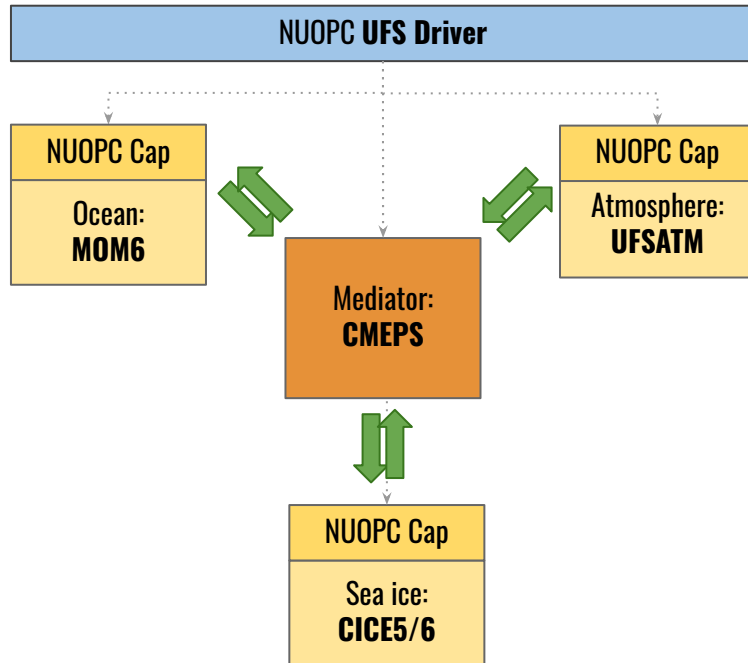 NUOPC UFS Driver
NUOPC Cap
Ocean:
MOM6
NUOPC Cap
Atmosphere:
UFSATM
Mediator:
CMEPS
NUOPC Cap
Sea ice:
CICE5/6